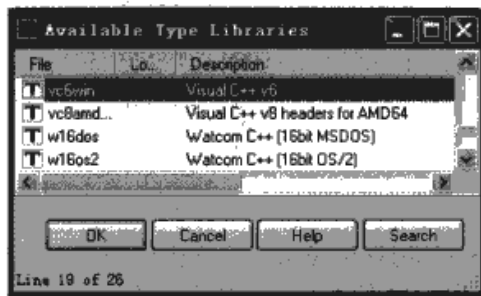 Available Type Libraries
File Lo... Description
vc6win Visual C++ v6
vc8amd... Visual C++ v8 headers for AMD64
w16dos Watcom C++ (16bit MSDOS)
w16os2 Watcom C++ (16bit OS/2)
OK Cancel Help Search
Line 19 of 26